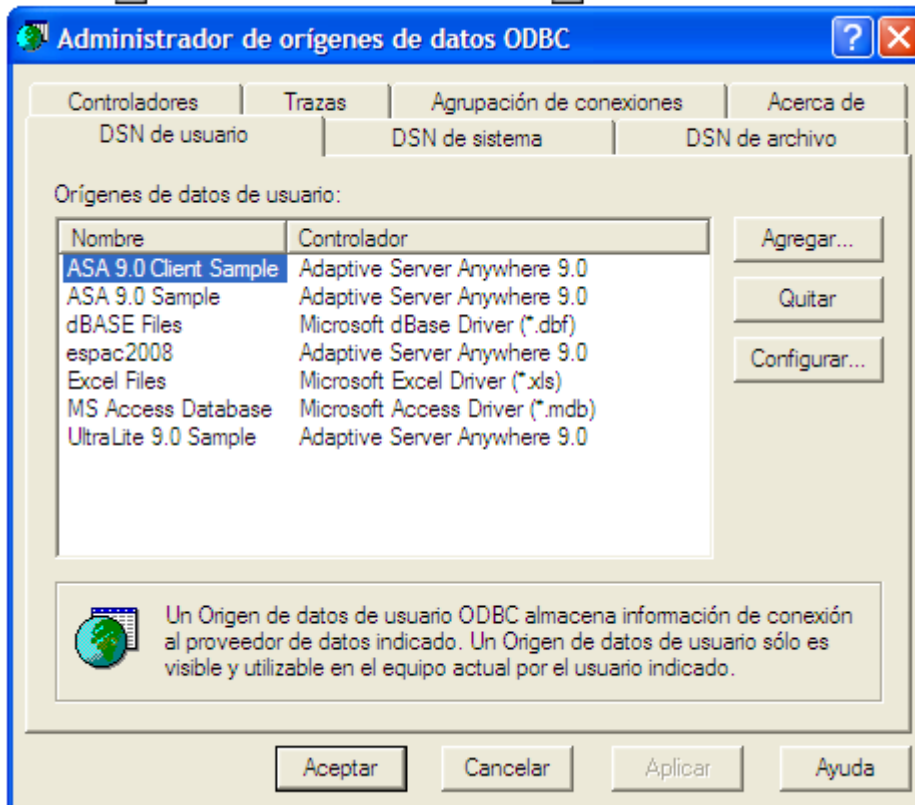 Administrador de orígenes de datos ODBC
Controladores Trazas Agrupación de conexiones Acerca de
DSN de usuario DSN de sistema DSN de archivo
Orígenes de datos de usuario:
Nombre Controlador
ASA 9.0 Client Sample Adaptive Server Anywhere 9.0
ASA 9.0 Sample Adaptive Server Anywhere 9.0
dBASE Files Microsoft dBase Driver (*.dbf)
espac2008 Adaptive Server Anywhere 9.0
Excel Files Microsoft Excel Driver (*.xls)
MS Access Database Microsoft Access Driver (*.mdb)
UltraLite 9.0 Sample Adaptive Server Anywhere 9.0
Agregar...
Quitar
Configurar...
Un Origen de datos de usuario ODBC almacena información de conexión
al proveedor de datos indicado. Un Origen de datos de usuario sólo es
visible y utilizable en el equipo actual por el usuario indicado.
Aceptar Cancelar Aplicar Ayuda